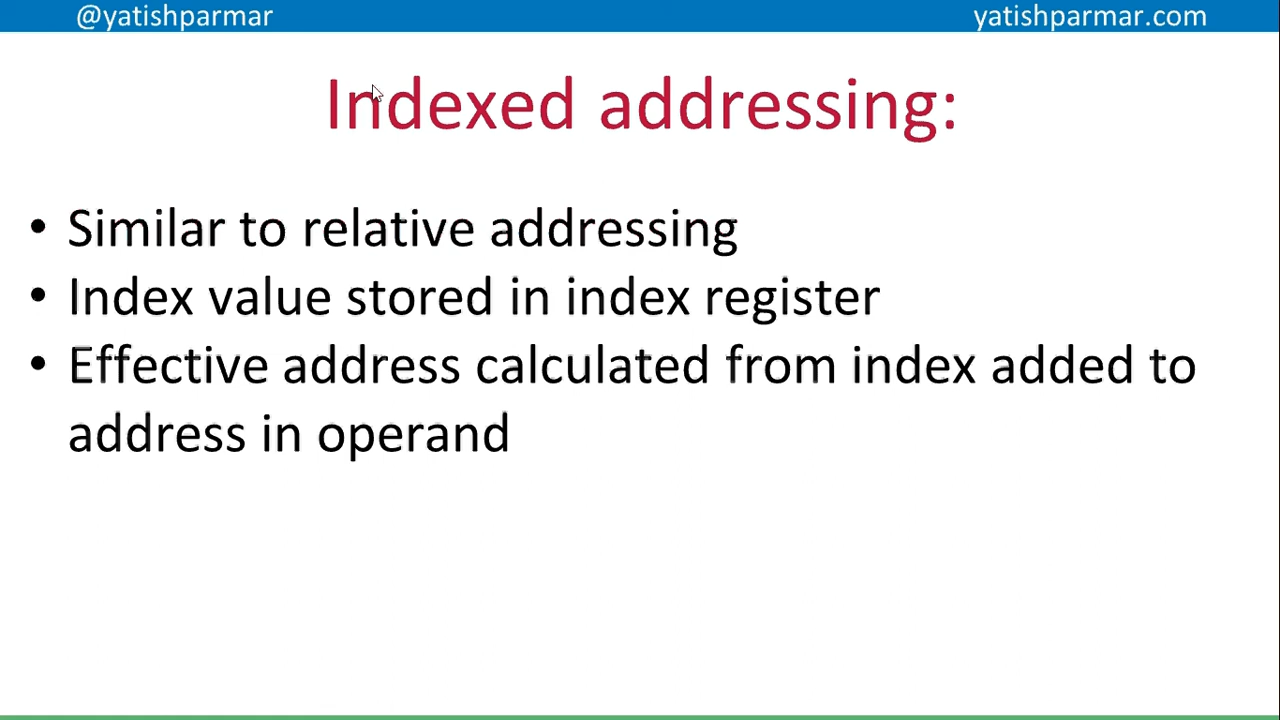 @yatishparmar
yatishparmar.com
Indexed addressing:
• Similar to relative addressing
• Index value stored in index register
• Effective address calculated from index added to
address in operand